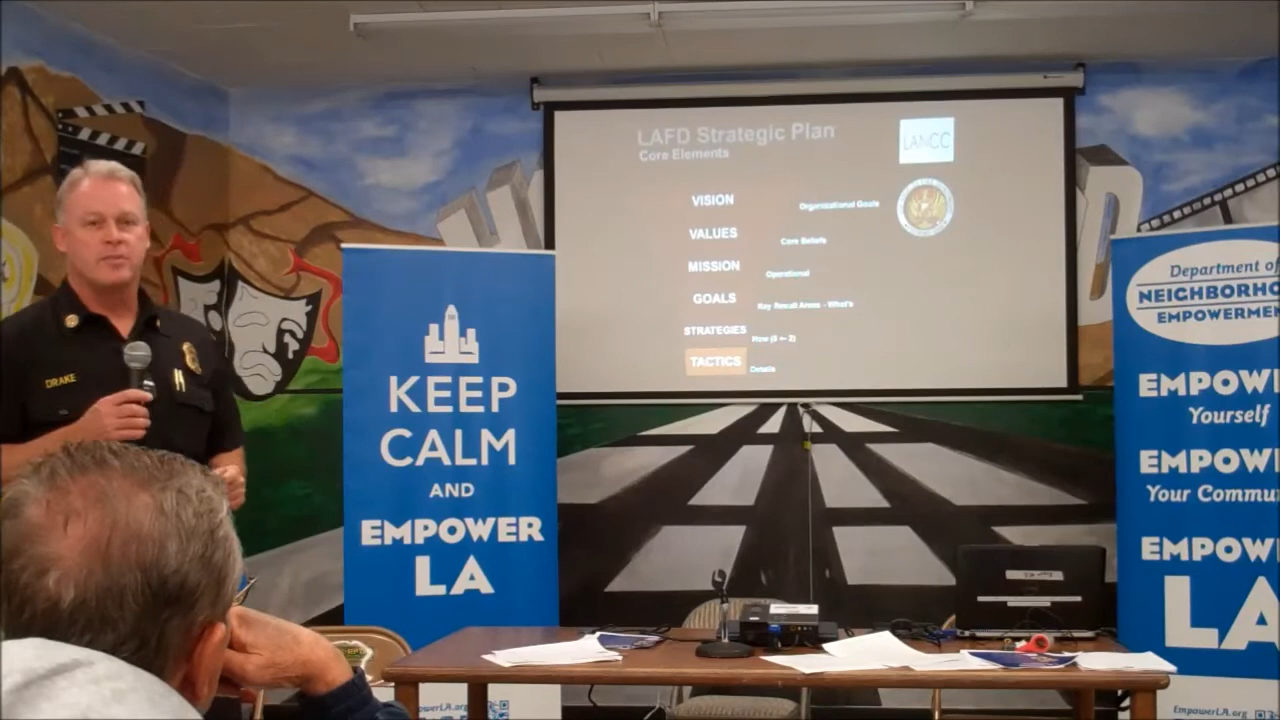 LAFD Strategic Plan
Core Elements
LANCC
VISION
Organizational Goals
VALUES
Core Beliefs
MISSION
Operational
GOALS
Key Result Areas - What's
STRATEGIES
TACTICS
Details
DRAKE
KEEP
CALM
AND
EMPOWER
LA
EmpowerLA.org
Department of
NEIGHBORHO
EMPOWERMEN
EMPOW
Yourself
EMPOW
Your Commu
EMPOW
LA
EmpowerLA.org